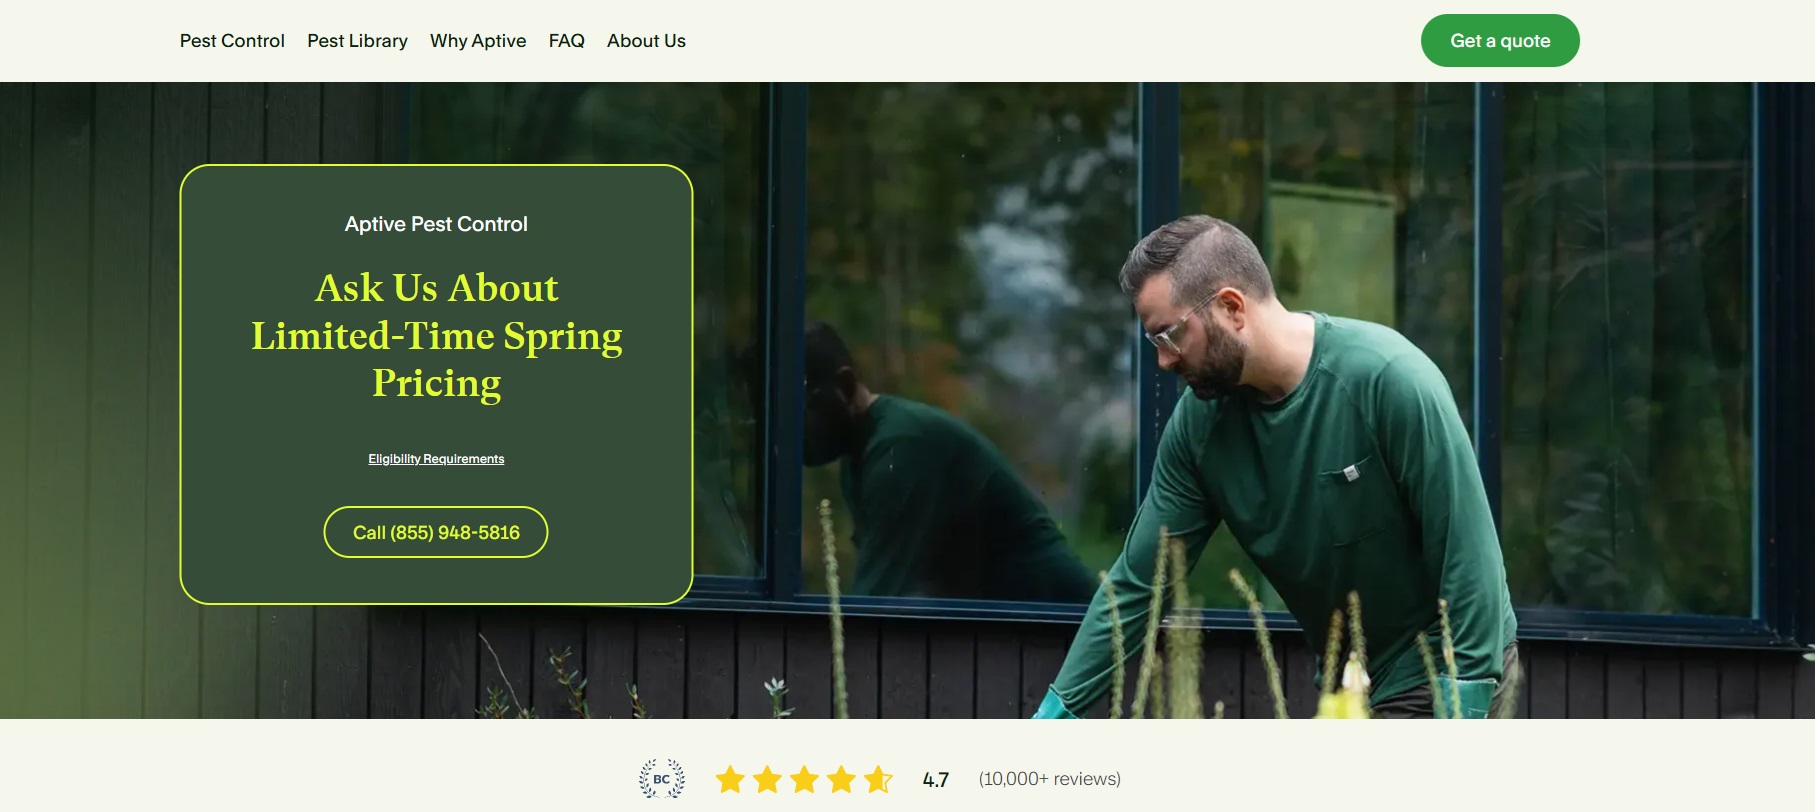 Pest Control
Pest Library
Why Aptive
FAQ
About Us
Get a quote
Aptive Pest Control
Ask Us About
Limited-Time Spring
Pricing
Eligibility Requirements
Call (855) 948-5816
BC
4.7
(10,000+ reviews)